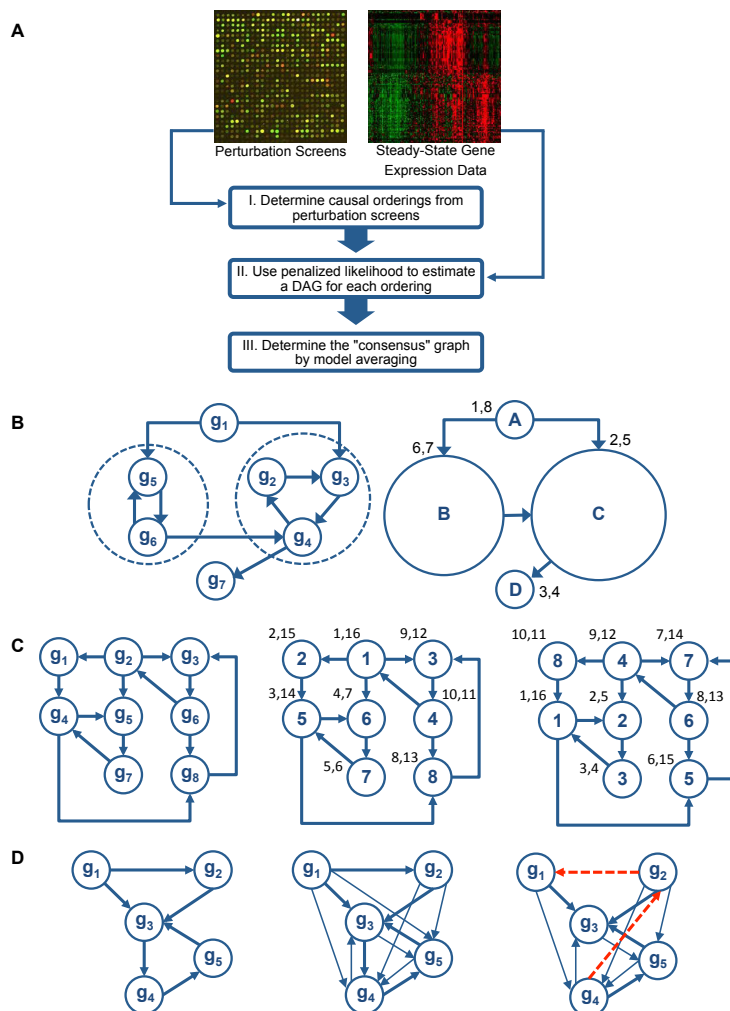 A
Perturbation Screens
Steady-State Gene
Expression Data
I. Determine causal orderings from
perturbation screens
II. Use penalized likelihood to estimate
a DAG for each ordering
III. Determine the "consensus" graph
by model averaging
B
g1
g5
g2
g3
g6
g4
g7
1,8
A
6,7
2,5
B
C
D
3,4
C
g1
g2
g3
g4
g5
g6
g7
g8
2,15
1,16
9,12
2
1
3
3,14
4,7
10,11
5
6
4
5,6
8,13
7
8
10,11
9,12
7,14
8
4
7
1,16
2,5
8,13
1
2
6
3,4
6,15
3
5
D
g1
g2
g3
g5
g4
g1
g2
g3
g5
g4
g1
g2
g3
g5
g4